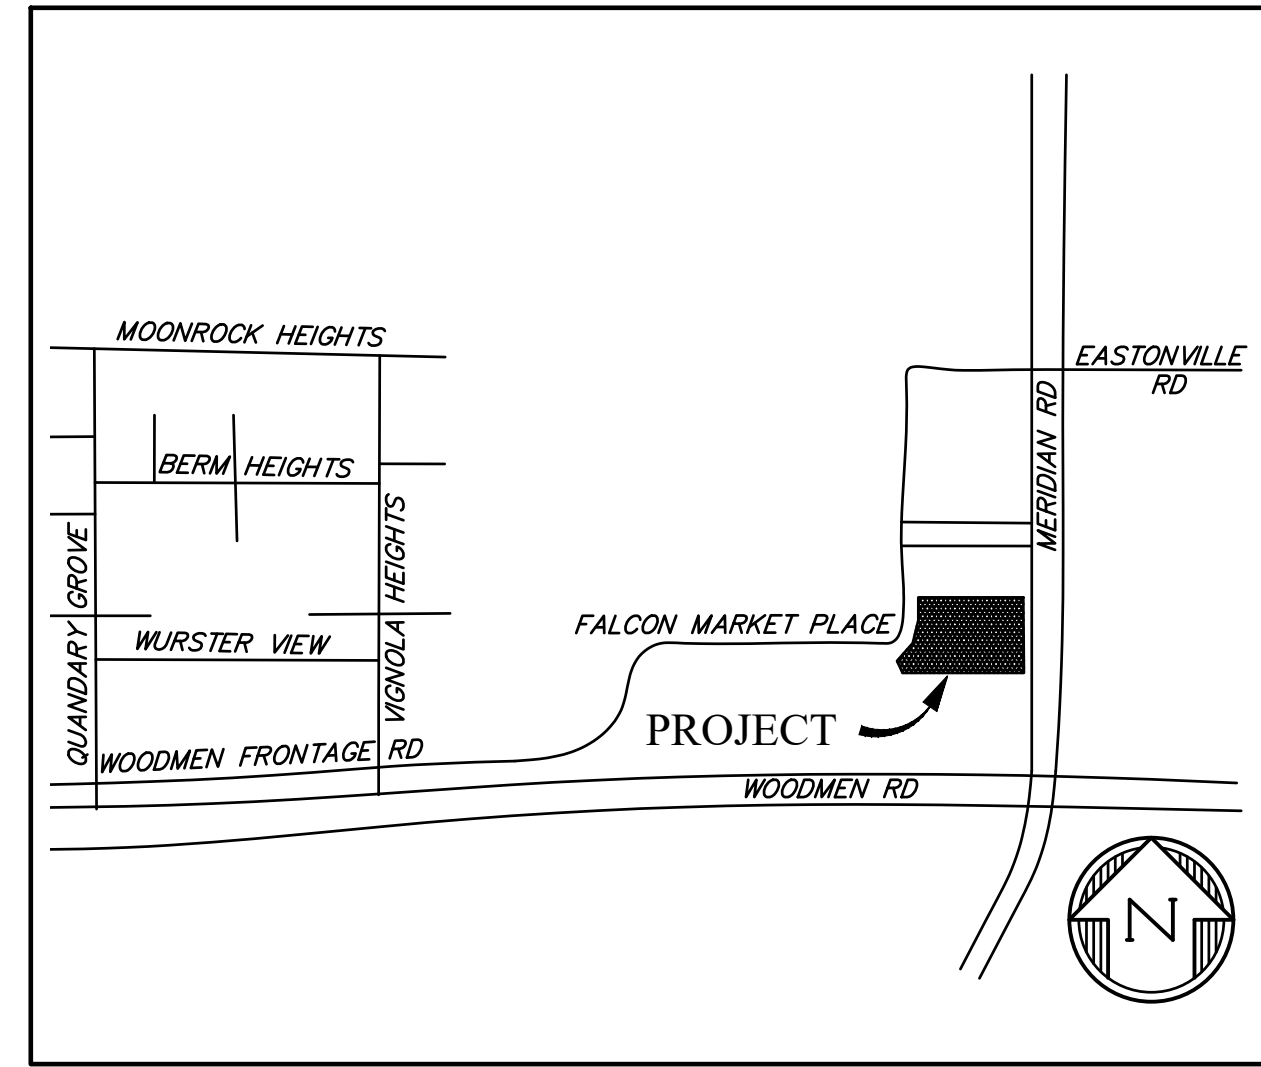 MOONROCK HEIGHTS
EASTONVILLE
RD
MERIDIAN RD
BERM HEIGHTS
QUANDARY GROVE
VIGNOLA HEIGHTS
FALCON MARKET PLACE
WURSTER VIEW
PROJECT
WOODMEN FRONTAGE RD
WOODMEN RD
N